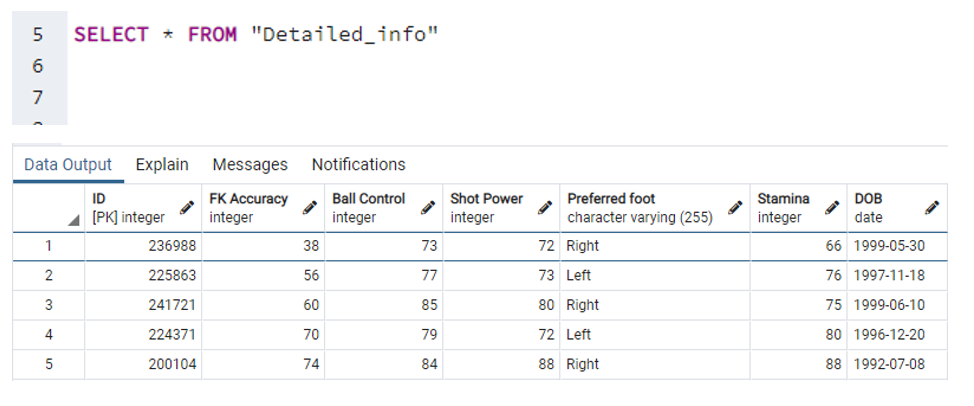 5 SELECT * FROM "Detailed_info"
6
7
Data Output Explain Messages Notifications
ID FK Accuracy Ball Control Shot Power Preferred foot Stamina DOB
[PK] integer integer integer integer character varying (255) integer date
1 236988 38 73 72 Right 66 1999-05-30
2 225863 56 77 73 Left 76 1997-11-18
3 241721 60 85 80 Right 75 1999-06-10
4 224371 70 79 72 Left 80 1996-12-20
5 200104 74 84 88 Right 88 1992-07-08